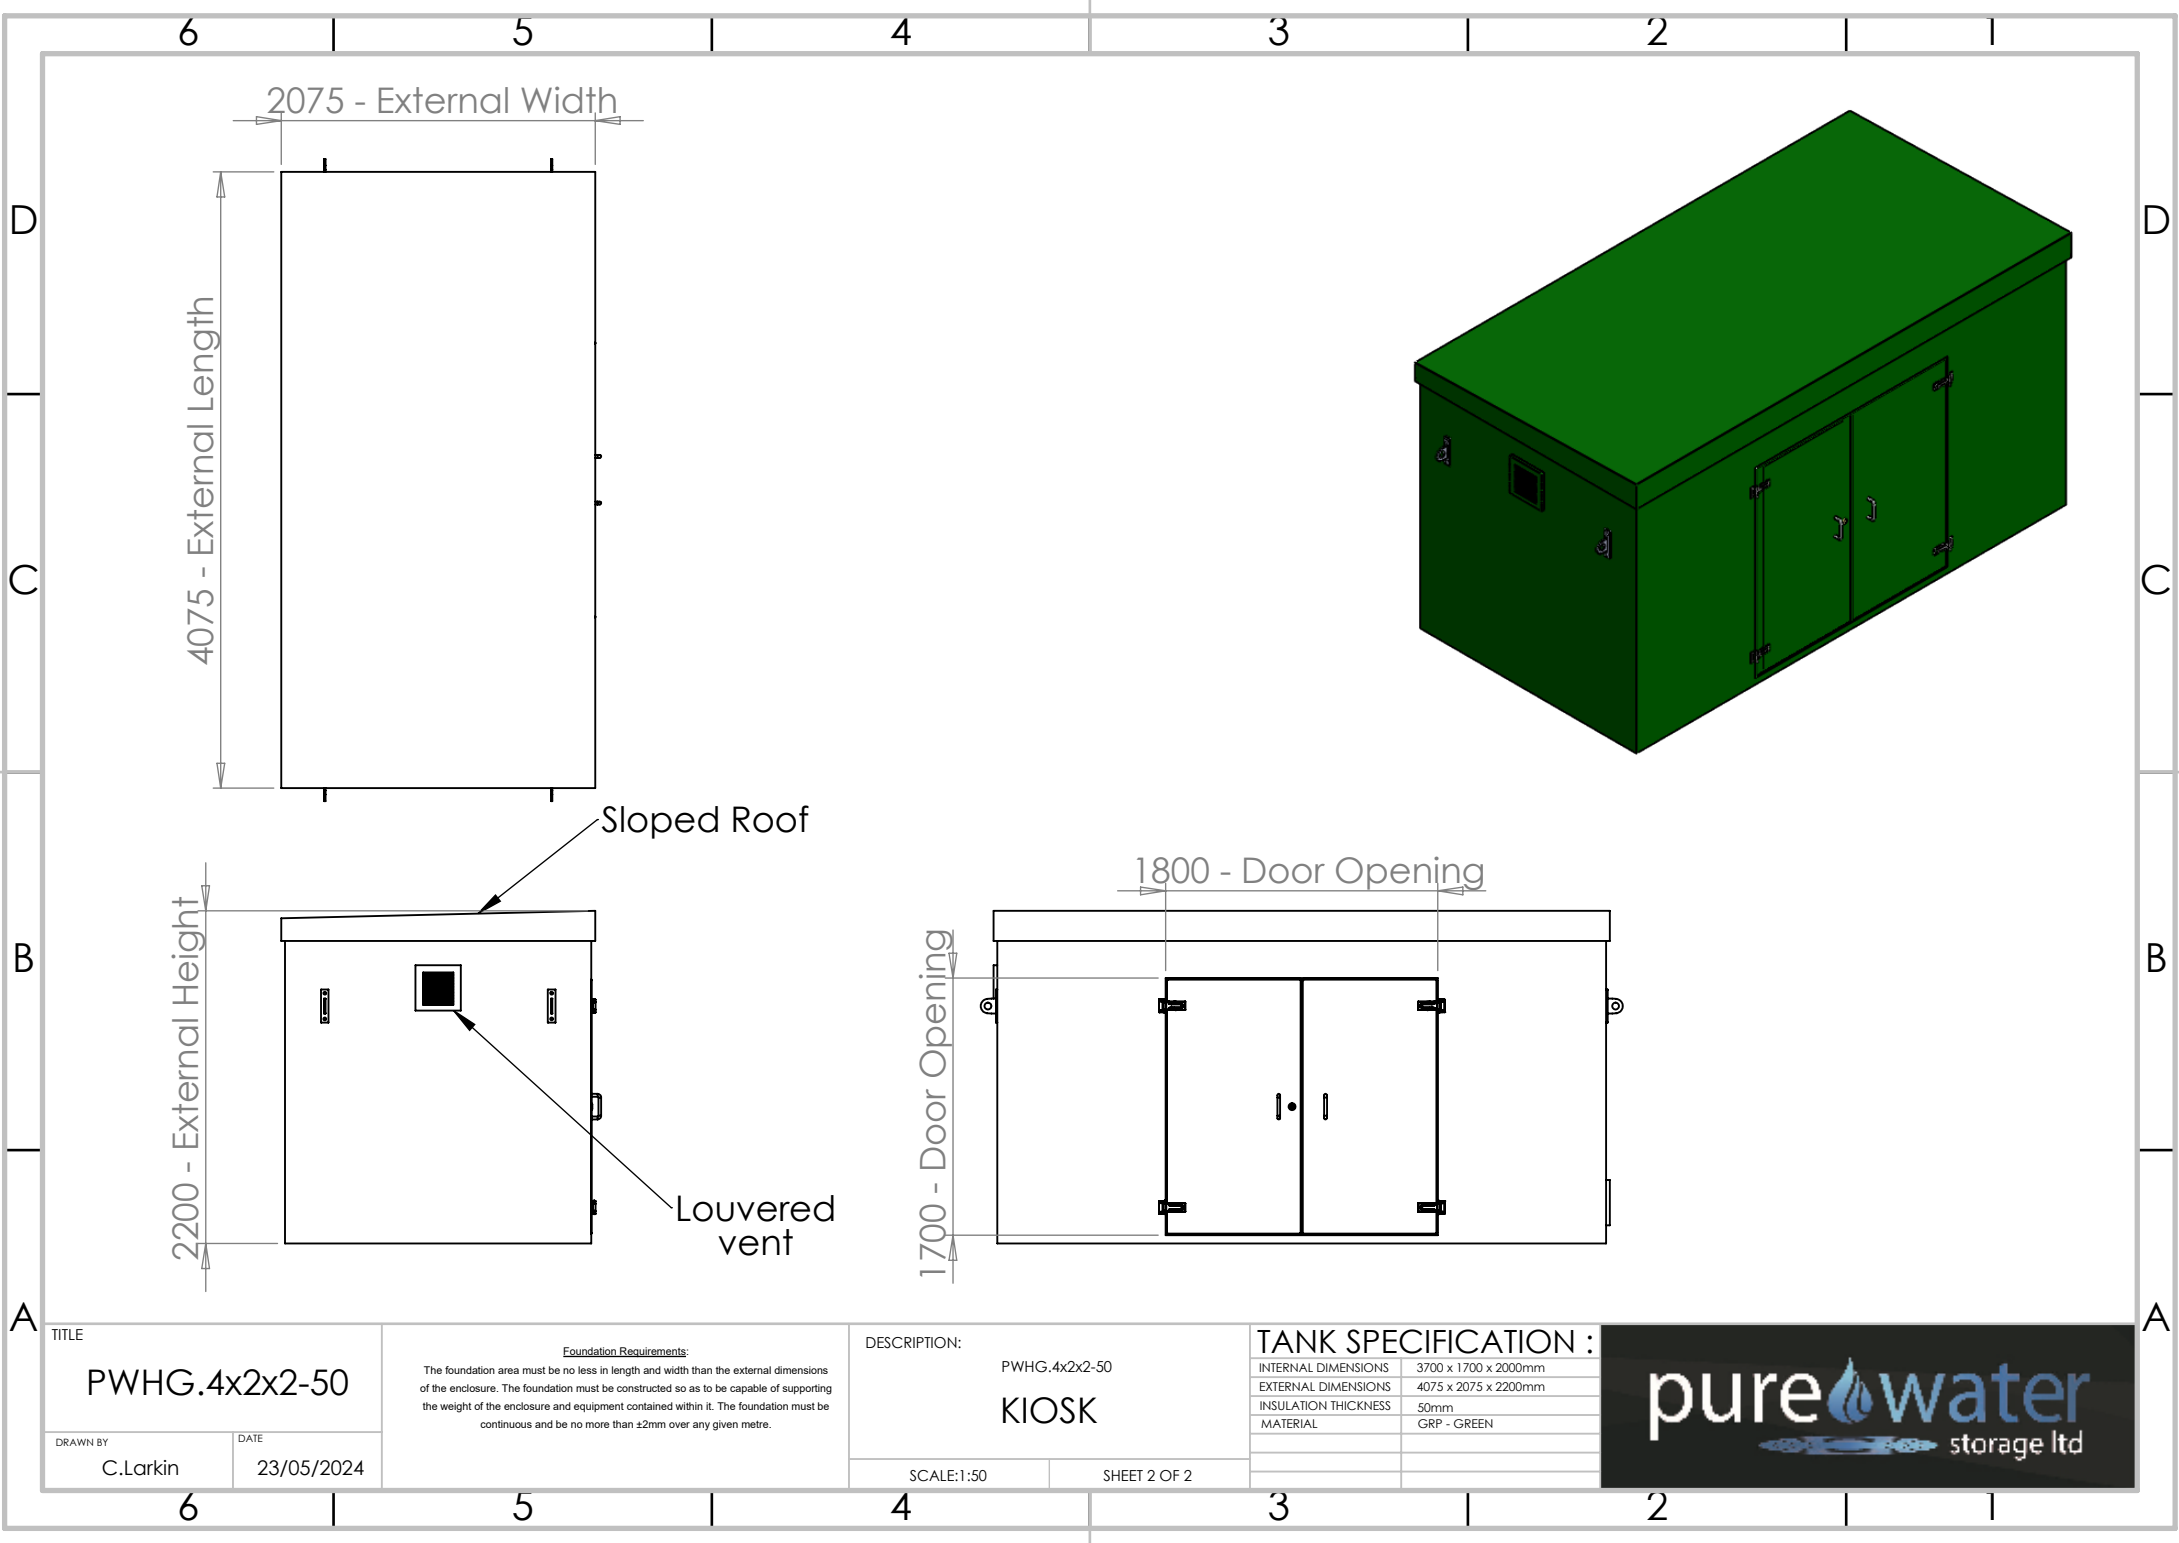 6 5 4 3 2 1
D D
C C
B B
A A
2075 - External Width
4075 - External Length
Sloped Roof
2200 - External Height
Louvered
vent
1800 - Door Opening
1700 - Door Opening
TITLE
PWHG.4x2x2-50
DRAWN BY
C.Larkin
DATE
23/05/2024
Foundation Requirements:
The foundation area must be no less in length and width than the external dimensions
of the enclosure. The foundation must be constructed so as to be capable of supporting
the weight of the enclosure and equipment contained within it. The foundation must be
continuous and be no more than ±2mm over any given metre.
DESCRIPTION:
PWHG.4x2x2-50
KIOSK
SCALE:1:50
SHEET 2 OF 2
TANK SPECIFICATION :
INTERNAL DIMENSIONS 3700 x 1700 x 2000mm
EXTERNAL DIMENSIONS 4075 x 2075 x 2200mm
INSULATION THICKNESS 50mm
MATERIAL GRP - GREEN
pure water
storage ltd
6 5 4 3 2 1